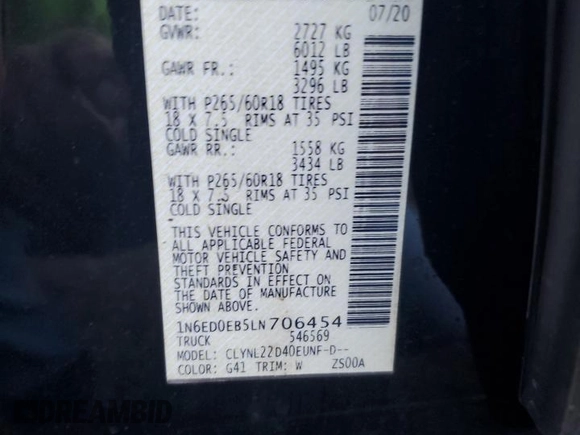 DATE: 07/20
GVWR: 2727 KG
6012 LB
GAWR FR.: 1495 KG
3296 LB
WITH P265/60R18 TIRES
18 X 7.5 RIMS AT 35 PSI
COLD SINGLE
GAWR RR.: 1558 KG
3434 LB
WITH P265/60R18 TIRES
18 X 7.5 RIMS AT 35 PSI
COLD SINGLE
THIS VEHICLE CONFORMS TO
ALL APPLICABLE FEDERAL
MOTOR VEHICLE SAFETY AND
THEFT PREVENTION
STANDARDS IN EFFECT ON
THE DATE OF MANUFACTURE
SHOWN ABOVE.
1N6ED0EB5LN706454
TRUCK 546569
MODEL: CLYNL22D40EUNF-D--
COLOR: G41 TRIM: W ZS00A
DREAMBID